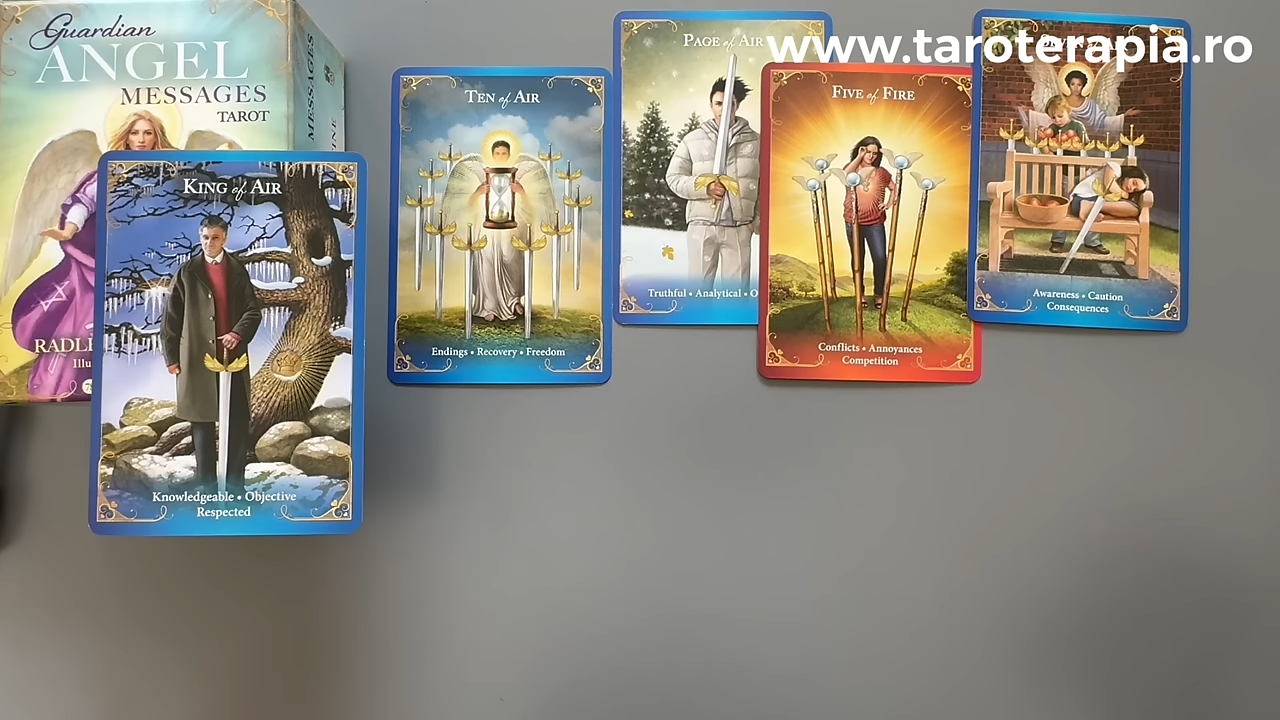 Guardian
ANGEL
MESSAGES
TAROT
MESSAGES
KING of AIR
Knowledgeable • Objective
Respected
TEN of AIR
Endings • Recovery • Freedom
PAGE of AIR
Truthful • Analytical •
FIVE of FIRE
Conflicts • Annoyances
Competition
www.taroterapia.ro
Awareness • Caution
Consequences